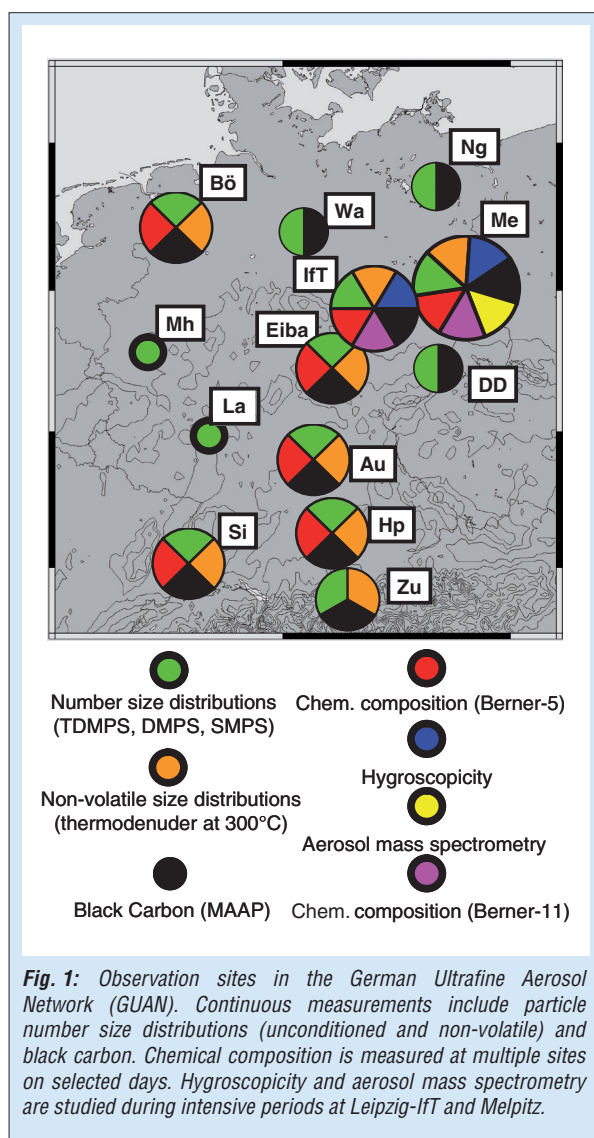 Ng
Bö
Wa
Me
IfT
Mh
Eiba
DD
La
Au
Hp
Si
Zu
Number size distributions
(TDMPS, DMPS, SMPS)
Non-volatile size distributions
(thermodenuder at 300°C)
Black Carbon (MAAP)
Chem. composition (Berner-5)
Hygroscopicity
Aerosol mass spectrometry
Chem. composition (Berner-11)
Fig. 1: Observation sites in the German Ultrafine Aerosol
Network (GUAN). Continuous measurements include particle
number size distributions (unconditioned and non-volatile) and
black carbon. Chemical composition is measured at multiple sites
on selected days. Hygroscopicity and aerosol mass spectrometry
are studied during intensive periods at Leipzig-IfT and Melpitz.